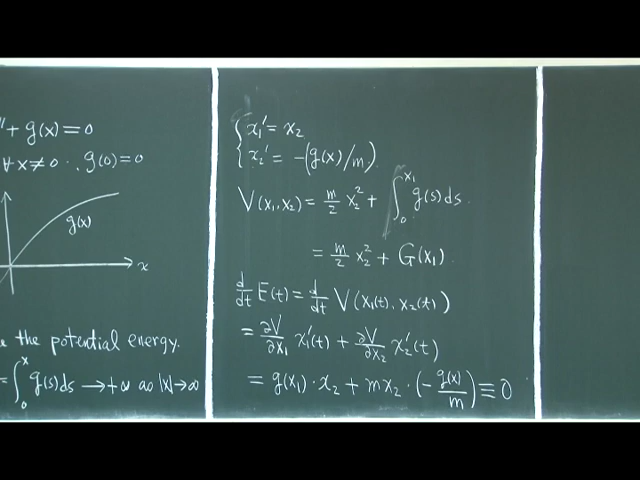 " + g(x) = 0
∀x ≠ 0 . g(0) = 0
g(x)
x
the potential energy.
= ∫₀ˣ g(s)ds → +∞ as |x| → ∞
{ x₁' = x₂
{ x₂' = -(g(x)/m)
V(x₁, x₂) = m/2 x₂² + ∫₀^x₁ g(s)ds.
= m/2 x₂² + G(x₁)
d/dt E(t) = d/dt V(x₁(t), x₂(t))
= ∂V/∂x₁ x₁'(t) + ∂V/∂x₂ x₂'(t)
= g(x₁)·x₂ + mx₂·(-g(x)/m) ≡ 0